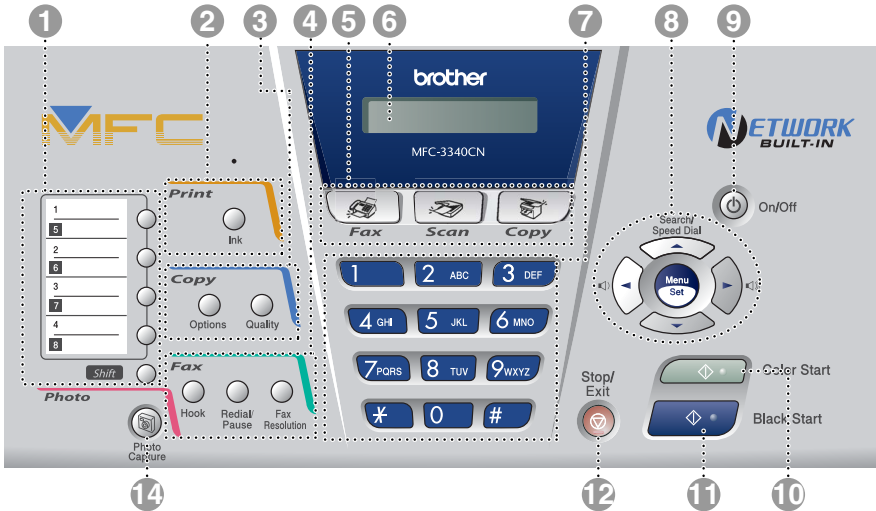 1 2 3 4 5 6 7 8 9
brother
MFC
MFC-3340CN
NETWORK
BUILT-IN
Print
Ink
1
5
2
6
3
7
4
8
Shift
Copy
Options Quality
Fax
Hook Redial/
Pause Fax
Resolution
Photo
Photo
Capture
Fax Scan Copy
1 2 ABC 3 DEF
4 GHI 5 JKL 6 MNO
7 PQRS 8 TUV 9 WXYZ
* 0 #
On/Off
Search/
Speed Dial
Menu
Set
Stop/
Exit
Color Start
Black Start
14 12 11 10